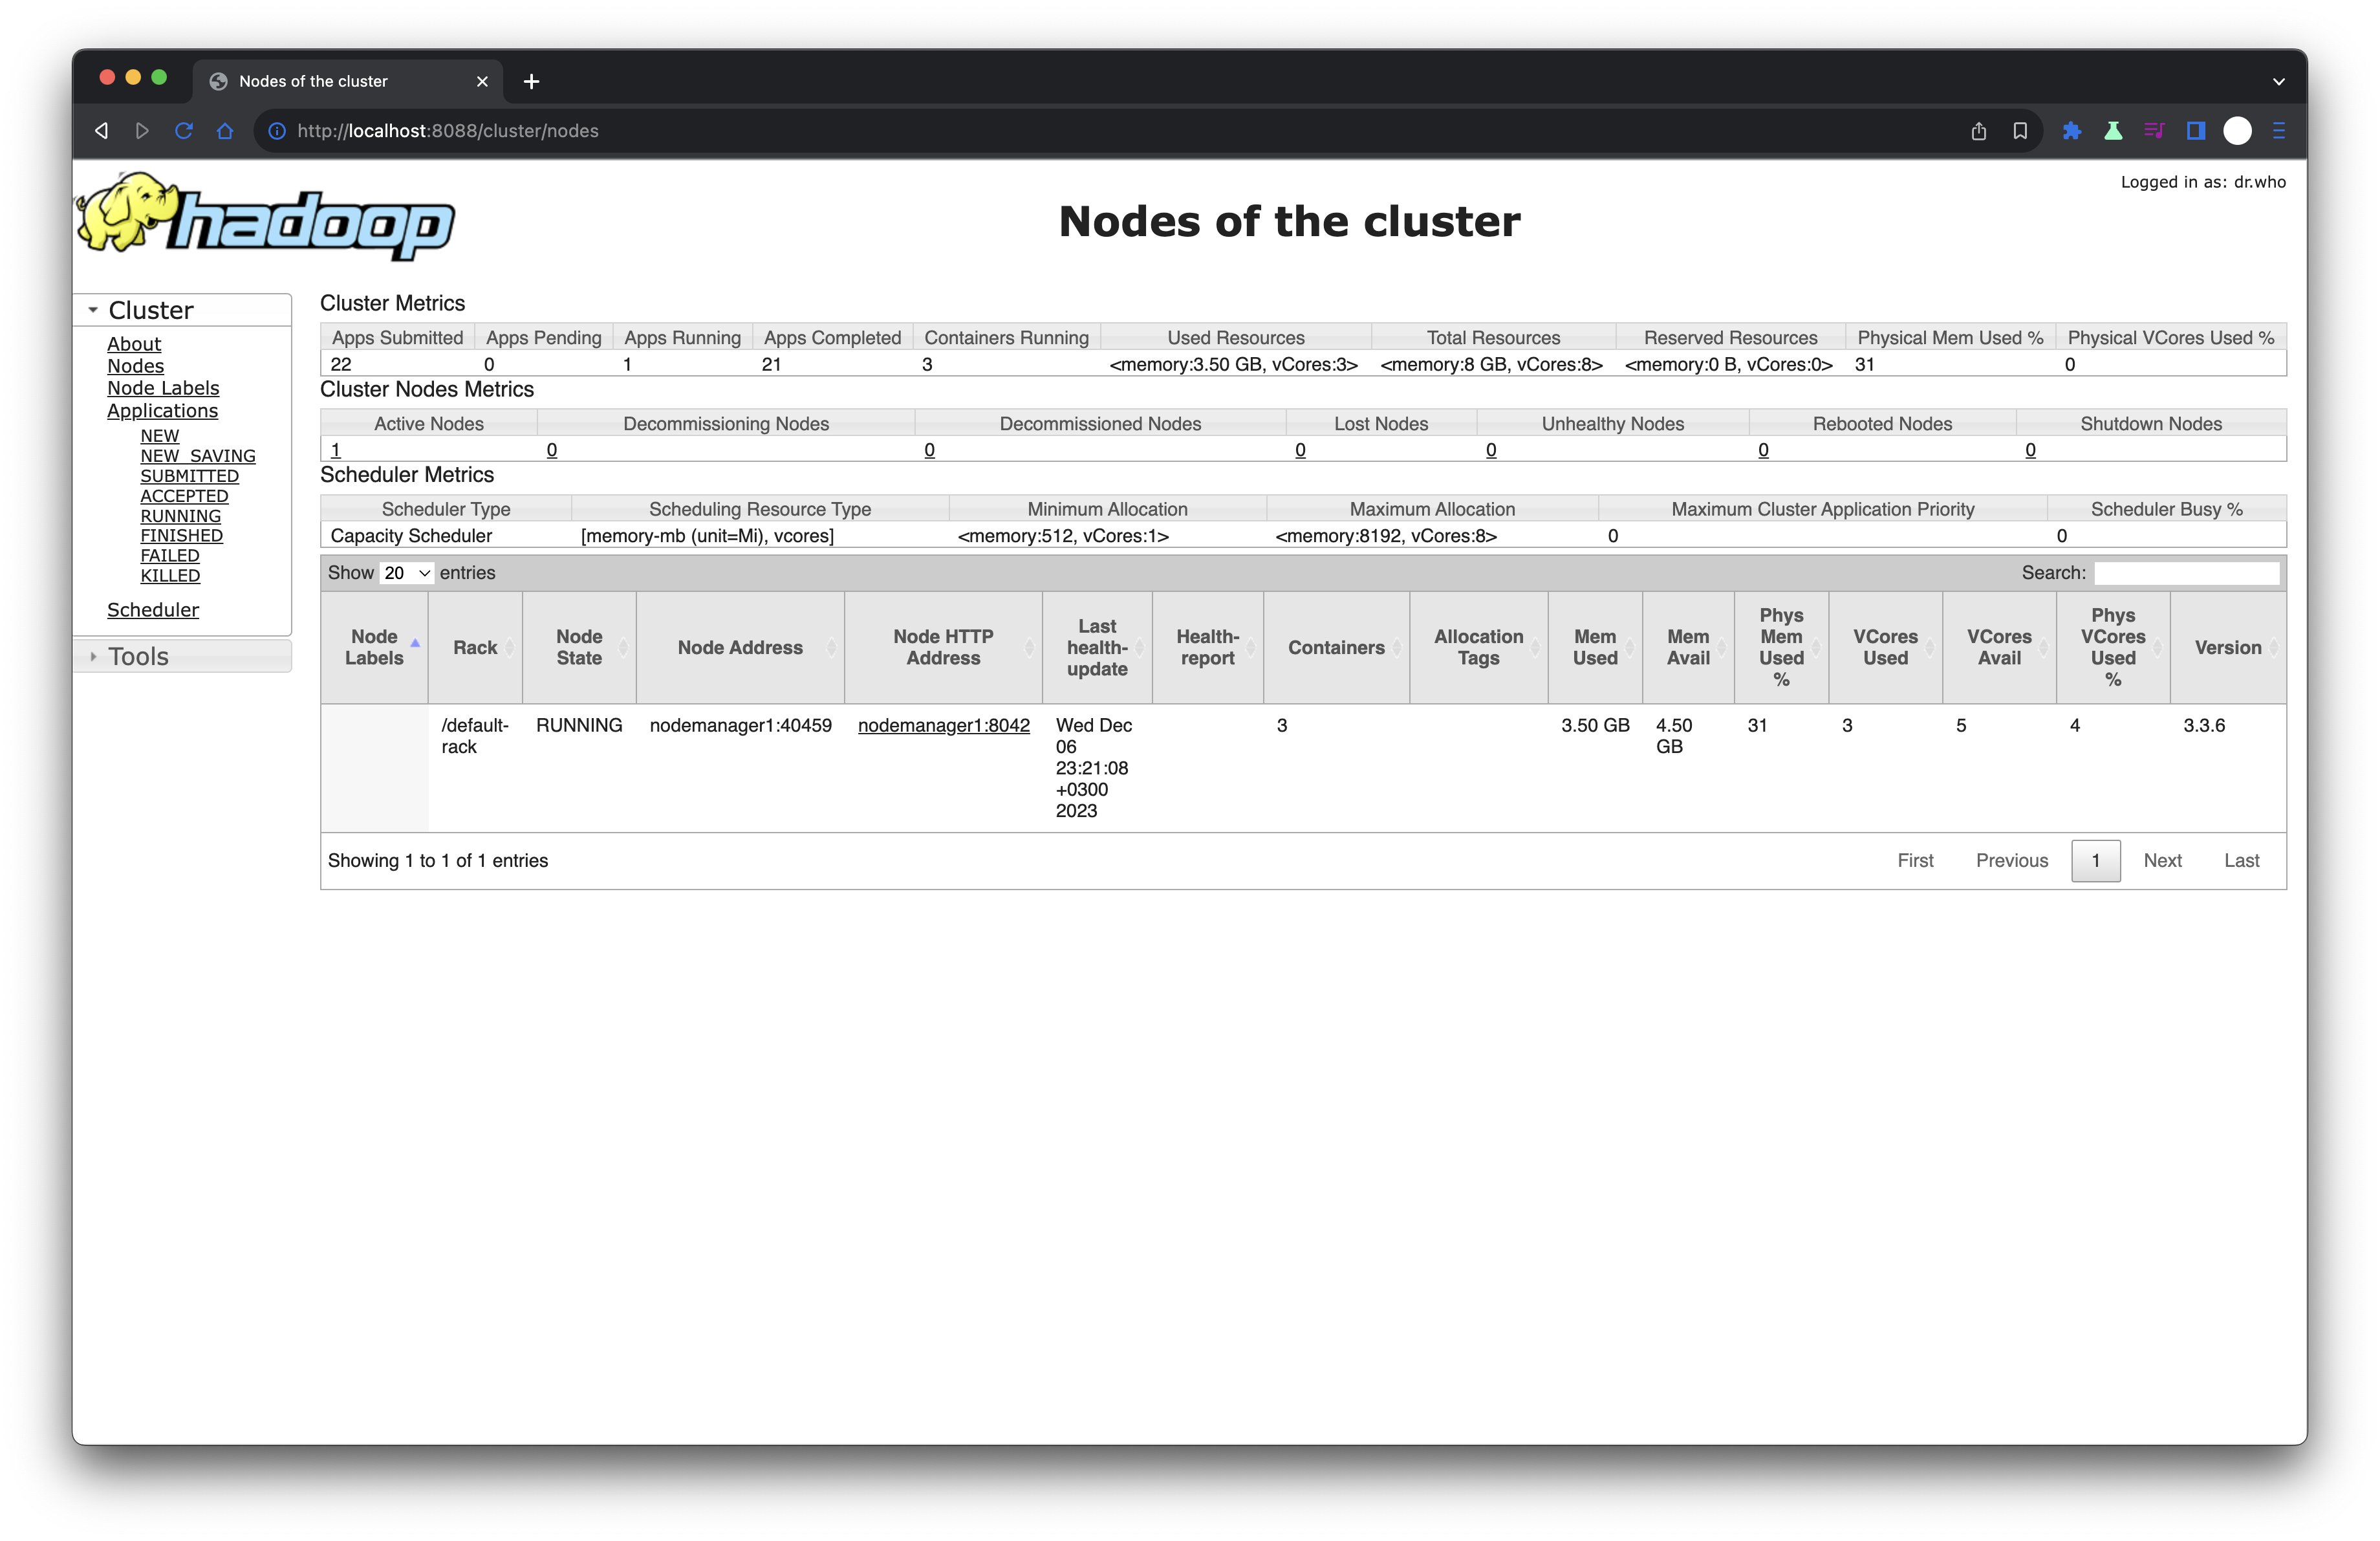 Nodes of the cluster
http://localhost:8088/cluster/nodes
hadoop
Nodes of the cluster
Logged in as: dr.who
Cluster
About
Nodes
Node Labels
Applications
NEW
NEW_SAVING
SUBMITTED
ACCEPTED
RUNNING
FINISHED
FAILED
KILLED
Scheduler
Tools
Cluster Metrics
Apps Submitted Apps Pending Apps Running Apps Completed Containers Running Used Resources Total Resources Reserved Resources Physical Mem Used % Physical VCores Used %
22 0 1 21 3 <memory:3.50 GB, vCores:3> <memory:8 GB, vCores:8> <memory:0 B, vCores:0> 31 0
Cluster Nodes Metrics
Active Nodes Decommissioning Nodes Decommissioned Nodes Lost Nodes Unhealthy Nodes Rebooted Nodes Shutdown Nodes
1 0 0 0 0 0 0
Scheduler Metrics
Scheduler Type Scheduling Resource Type Minimum Allocation Maximum Allocation Maximum Cluster Application Priority Scheduler Busy %
Capacity Scheduler [memory-mb (unit=Mi), vcores] <memory:512, vCores:1> <memory:8192, vCores:8> 0 0
Show 20 entries Search:
Node Labels
Rack
Node State
Node Address
Node HTTP Address
Last health-update
Health-report
Containers
Allocation Tags
Mem Used
Mem Avail
Phys Mem Used %
VCores Used
VCores Avail
Phys VCores Used %
Version
/default-rack
RUNNING
nodemanager1:40459
nodemanager1:8042
Wed Dec
06
23:21:08
+0300
2023
3
3.50 GB
4.50
GB
31
3
5
4
3.3.6
Showing 1 to 1 of 1 entries
First Previous 1 Next Last